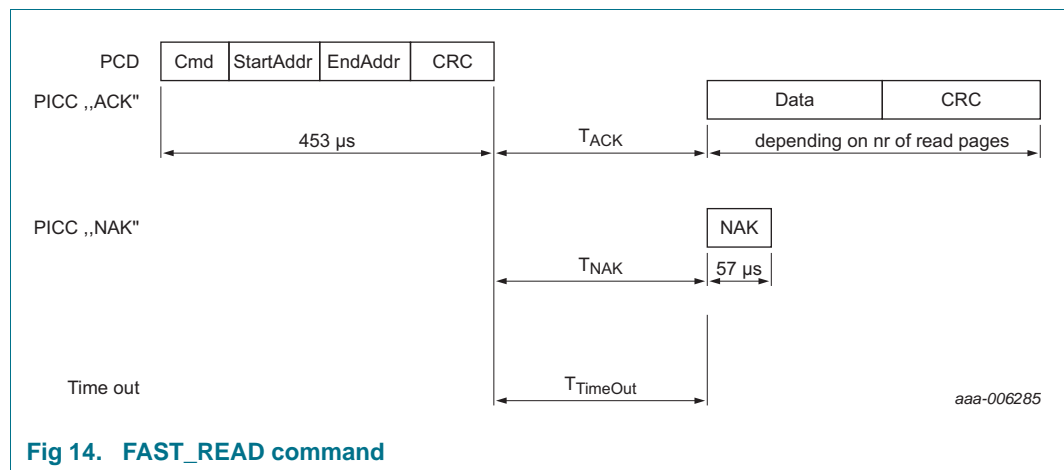 PCD Cmd StartAddr EndAddr CRC
PICC ,,ACK" Data CRC
453 µs TACK depending on nr of read pages
PICC ,,NAK" NAK
TNAK 57 µs
Time out TTimeOut
aaa-006285
Fig 14. FAST_READ command